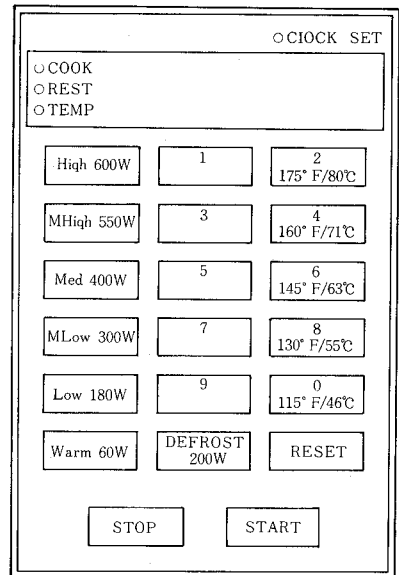 CIOCK SET
COOK
REST
TEMP
Hiqh 600W
1
2
175° F/80℃
MHiqh 550W
3
4
160° F/71℃
Med 400W
5
6
145° F/63℃
MLow 300W
7
8
130° F/55℃
Low 180W
9
0
115° F/46℃
Warm 60W
DEFROST
200W
RESET
STOP
START